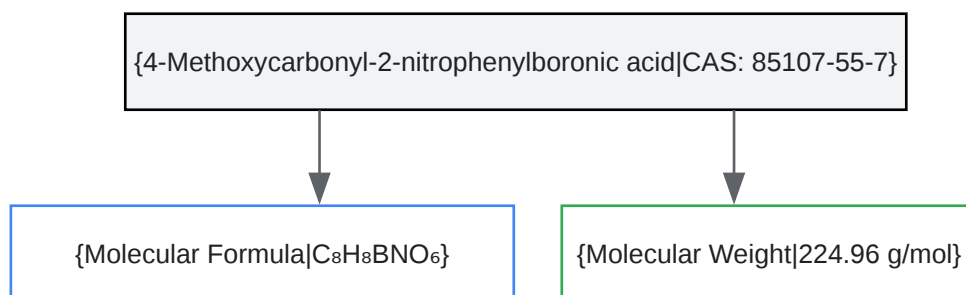 {4-Methoxycarbonyl-2-nitrophenylboronic acid|CAS: 85107-55-7}
{Molecular Formula|C₈H₈BNO₆}
{Molecular Weight|224.96 g/mol}